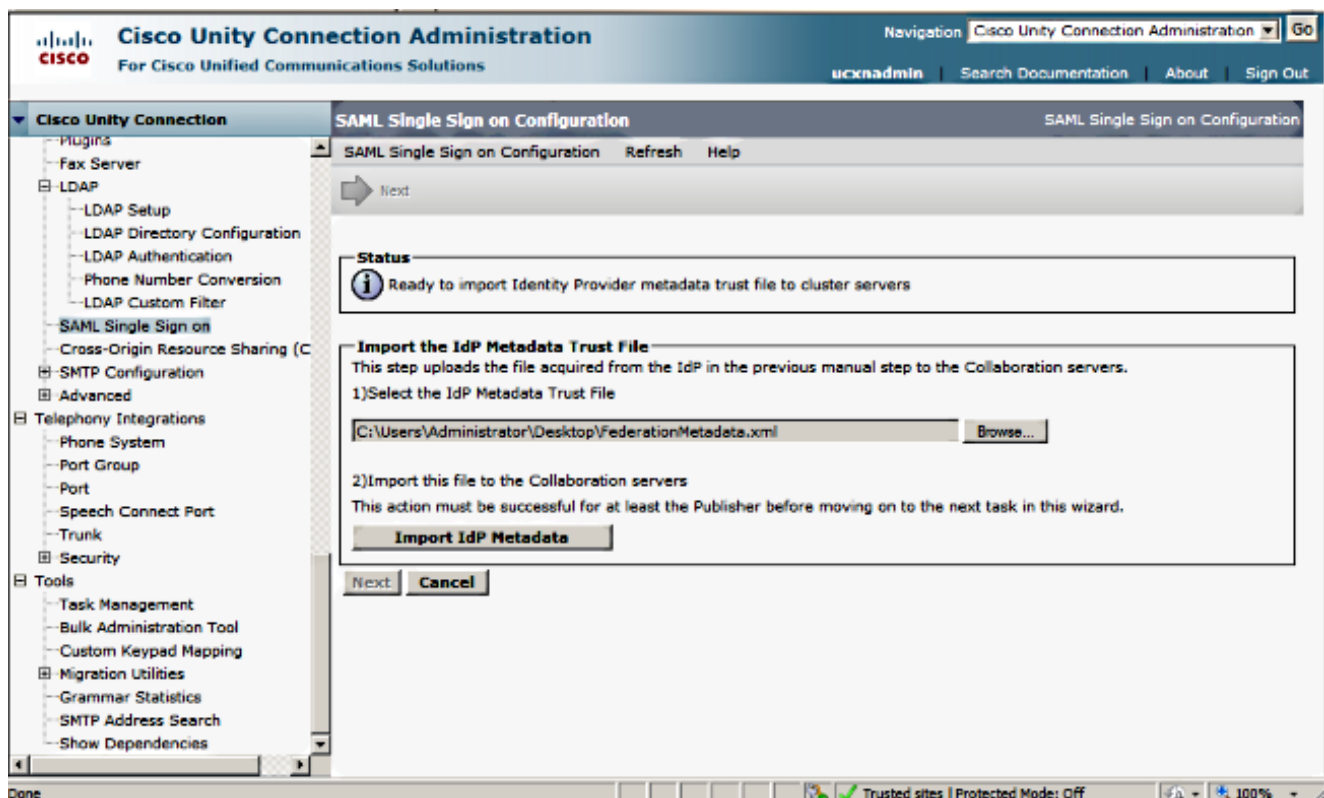 Cisco Unity Connection Administration
Navigation Cisco Unity Connection Administration Go
CISCO
For Cisco Unified Communications Solutions
ucxnadmin | Search Documentation | About | Sign Out
Cisco Unity Connection
Plugins
Fax Server
LDAP
LDAP Setup
LDAP Directory Configuration
LDAP Authentication
Phone Number Conversion
LDAP Custom Filter
SAML Single Sign on
Cross-Origin Resource Sharing (C
SMTP Configuration
Advanced
Telephony Integrations
Phone System
Port Group
Port
Speech Connect Port
Trunk
Security
Tools
Task Management
Bulk Administration Tool
Custom Keypad Mapping
Migration Utilities
Grammar Statistics
SMTP Address Search
Show Dependencies
SAML Single Sign on Configuration
SAML Single Sign on Configuration
SAML Single Sign on Configuration Refresh Help
Next
Status
Ready to import Identity Provider metadata trust file to cluster servers
Import the IdP Metadata Trust File
This step uploads the file acquired from the IdP in the previous manual step to the Collaboration servers.
1)Select the IdP Metadata Trust File
C:\Users\Administrator\Desktop\FederationMetadata.xml Browse...
2)Import this file to the Collaboration servers
This action must be successful for at least the Publisher before moving on to the next task in this wizard.
Import IdP Metadata
Next Cancel
Done
Trusted sites | Protected Mode: Off
100%